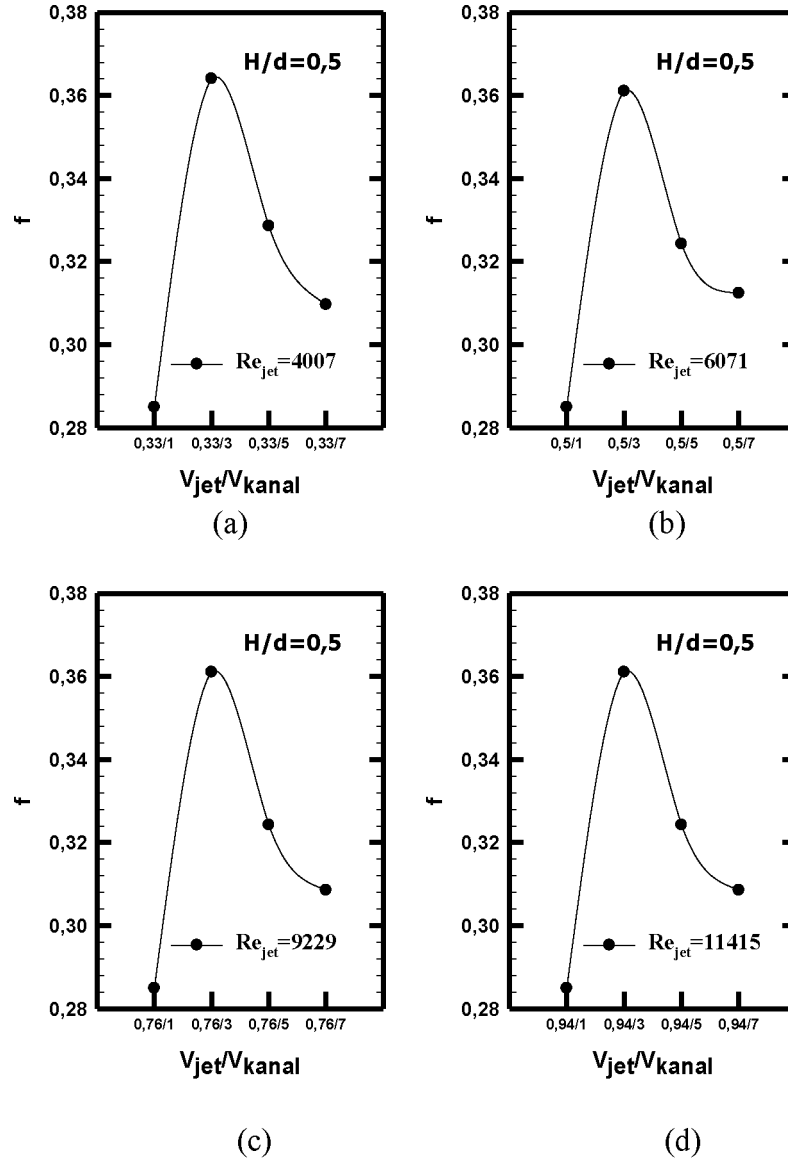 0,38
0,36
0,34
0,32
0,30
0,28
f
H/d=0,5
Re_jet=4007
0,33/1 0,33/3 0,33/5 0,33/7
V_jet/V_kanal
(a)
0,38
0,36
0,34
0,32
0,30
0,28
f
H/d=0,5
Re_jet=6071
0,5/1 0,5/3 0,5/5 0,5/7
V_jet/V_kanal
(b)
0,38
0,36
0,34
0,32
0,30
0,28
f
H/d=0,5
Re_jet=9229
0,76/1 0,76/3 0,76/5 0,76/7
V_jet/V_kanal
(c)
0,38
0,36
0,34
0,32
0,30
0,28
f
H/d=0,5
Re_jet=11415
0,94/1 0,94/3 0,94/5 0,94/7
V_jet/V_kanal
(d)